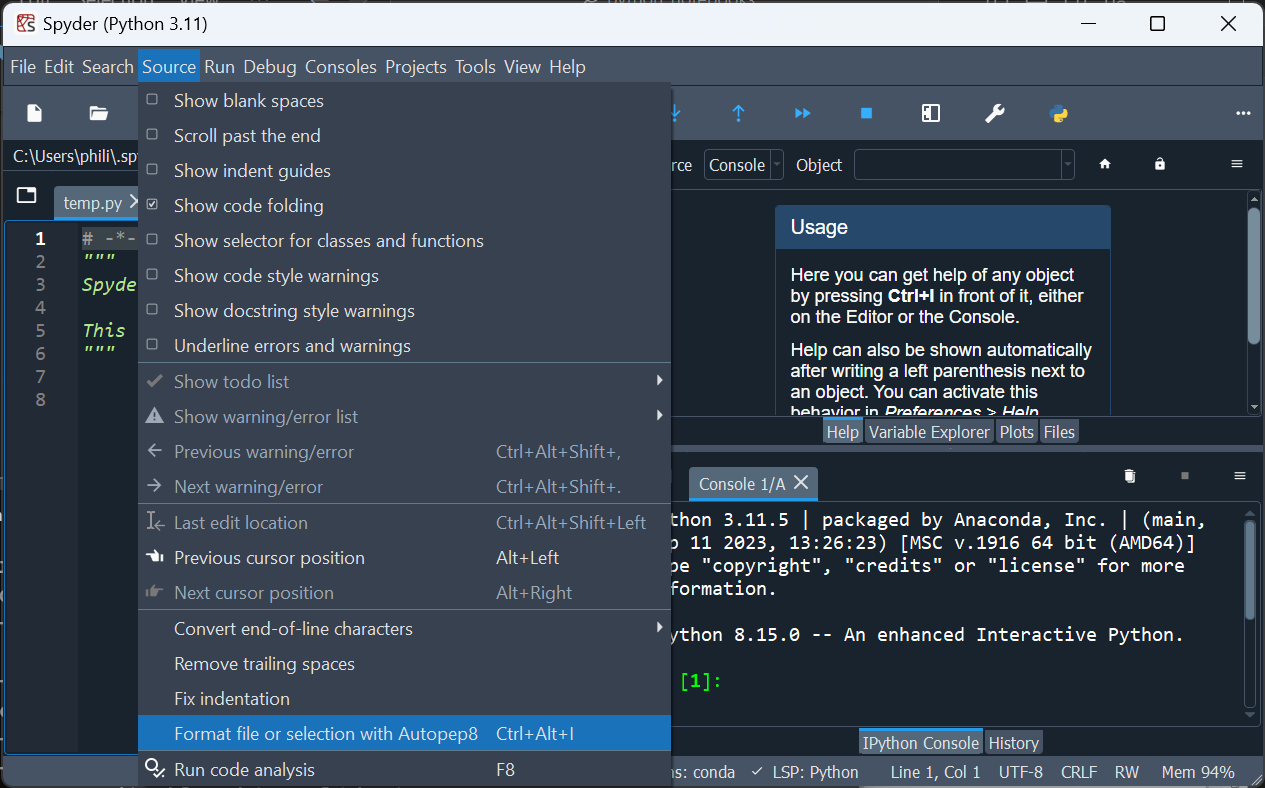 Spyder (Python 3.11)
File Edit Search Source Run Debug Consoles Projects Tools View Help
Show blank spaces
Scroll past the end
Show indent guides
Show code folding
Show selector for classes and functions
Show code style warnings
Show docstring style warnings
Underline errors and warnings
Show todo list
Show warning/error list
Previous warning/error Ctrl+Alt+Shift+,
Next warning/error Ctrl+Alt+Shift+.
Last edit location Ctrl+Alt+Shift+Left
Previous cursor position Alt+Left
Next cursor position Alt+Right
Convert end-of-line characters
Remove trailing spaces
Fix indentation
Format file or selection with Autopep8 Ctrl+Alt+I
Run code analysis F8
C:\Users\phili\.sp
temp.py
1 # -*-
2 """
3 Spyde
4
5 This
6 """
7
8
rce Console Object
Usage
Here you can get help of any object
by pressing Ctrl+I in front of it, either
on the Editor or the Console.
Help can also be shown automatically
after writing a left parenthesis next to
an object. You can activate this
behavior in Preferences > Help
Help Variable Explorer Plots Files
Console 1/A
thon 3.11.5 | packaged by Anaconda, Inc. | (main,
p 11 2023, 13:26:23) [MSC v.1916 64 bit (AMD64)]
pe "copyright", "credits" or "license" for more
formation.
ython 8.15.0 -- An enhanced Interactive Python.
[1]:
IPython Console History
s: conda LSP: Python Line 1, Col 1 UTF-8 CRLF RW Mem 94%